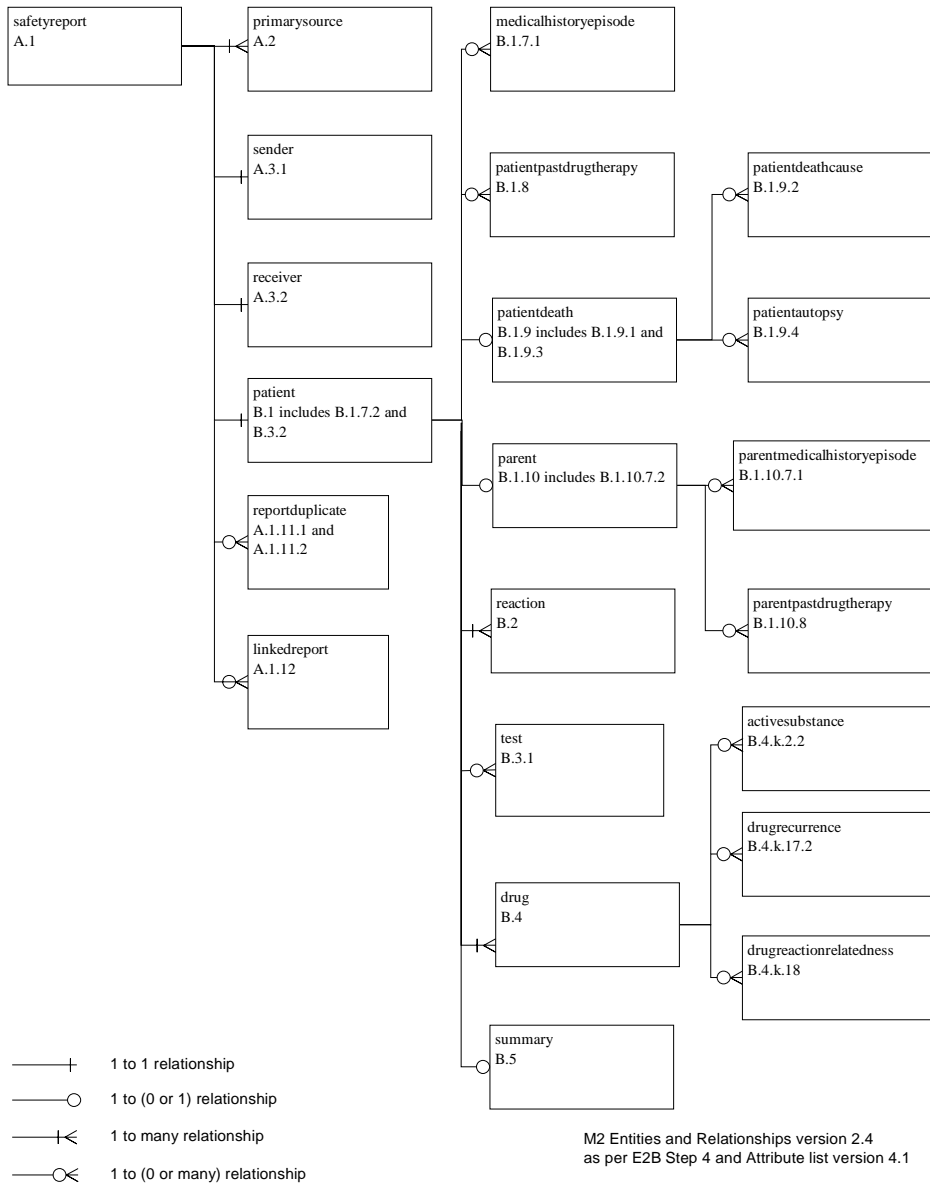 safetyreport
A.1
primarysource
A.2
sender
A.3.1
receiver
A.3.2
patient
B.1 includes B.1.7.2 and
B.3.2
reportduplicate
A.1.11.1 and
A.1.11.2
linkedreport
A.1.12
medicalhistoryepisode
B.1.7.1
patientpastdrugtherapy
B.1.8
patientdeath
B.1.9 includes B.1.9.1 and
B.1.9.3
parent
B.1.10 includes B.1.10.7.2
reaction
B.2
test
B.3.1
drug
B.4
summary
B.5
patientdeathcause
B.1.9.2
patientautopsy
B.1.9.4
parentmedicalhistoryepisode
B.1.10.7.1
parentpastdrugtherapy
B.1.10.8
activesubstance
B.4.k.2.2
drugrecurrence
B.4.k.17.2
drugreactionrelatedness
B.4.k.18
1 to 1 relationship
1 to (0 or 1) relationship
1 to many relationship
1 to (0 or many) relationship
M2 Entities and Relationships version 2.4
as per E2B Step 4 and Attribute list version 4.1